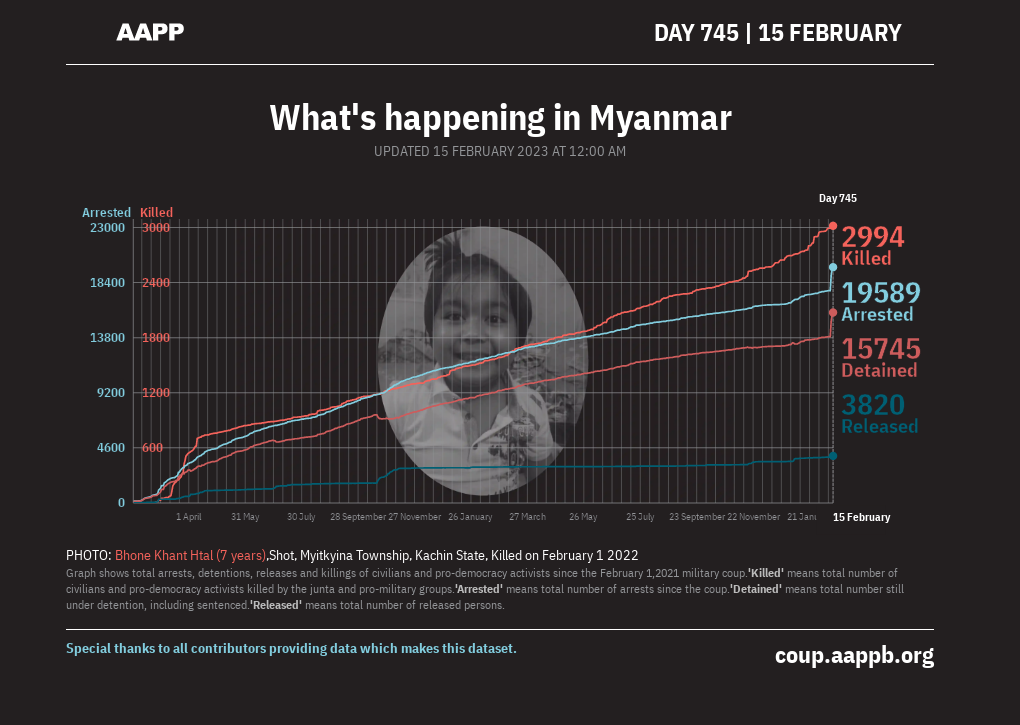 AAPP
DAY 745 | 15 FEBRUARY
What's happening in Myanmar
UPDATED 15 FEBRUARY 2023 AT 12:00 AM
Day 745
Arrested Killed
23000 3000
18400 2400
13800 1800
9200 1200
4600 600
0
2994
Killed
19589
Arrested
15745
Detained
3820
Released
1 April 31 May 30 July 28 September 27 November 26 January 27 March 26 May 25 July 23 September 22 November 21 Jan 15 February
PHOTO: Bhone Khant Htal (7 years),Shot, Myitkyina Township, Kachin State, Killed on February 1 2022
Graph shows total arrests, detentions, releases and killings of civilians and pro-democracy activists since the February 1,2021 military coup.'Killed' means total number of
civilians and pro-democracy activists killed by the junta and pro-military groups.'Arrested' means total number of arrests since the coup.'Detained' means total number still
under detention, including sentenced.'Released' means total number of released persons.
Special thanks to all contributors providing data which makes this dataset.
coup.aappb.org